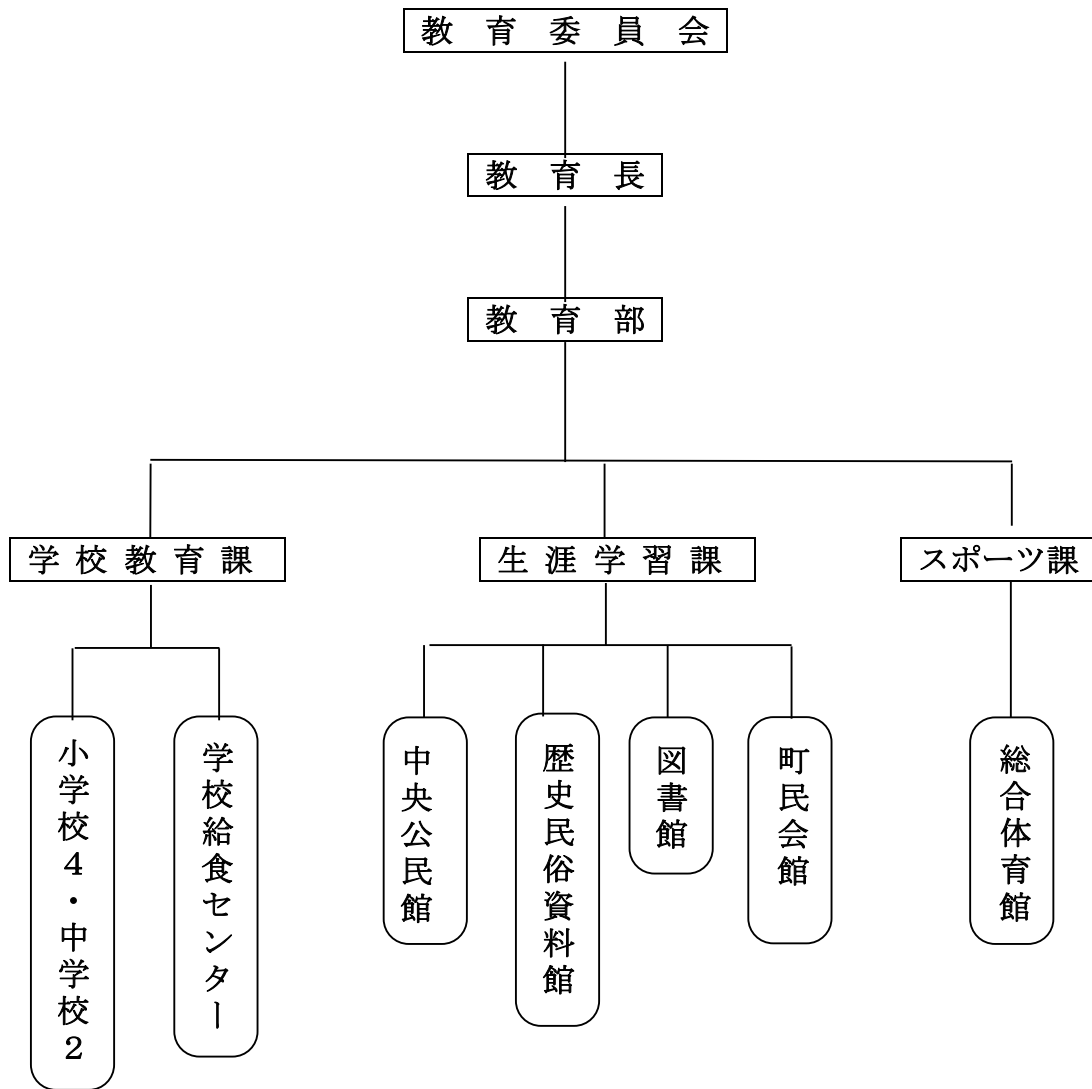 教育委員会
教育長
教育部
学校教育課
生涯学習課
スポーツ課
小学校4・中学校2
学校給食センター
中央公民館
歴史民俗資料館
図書館
町民会館
総合体育館